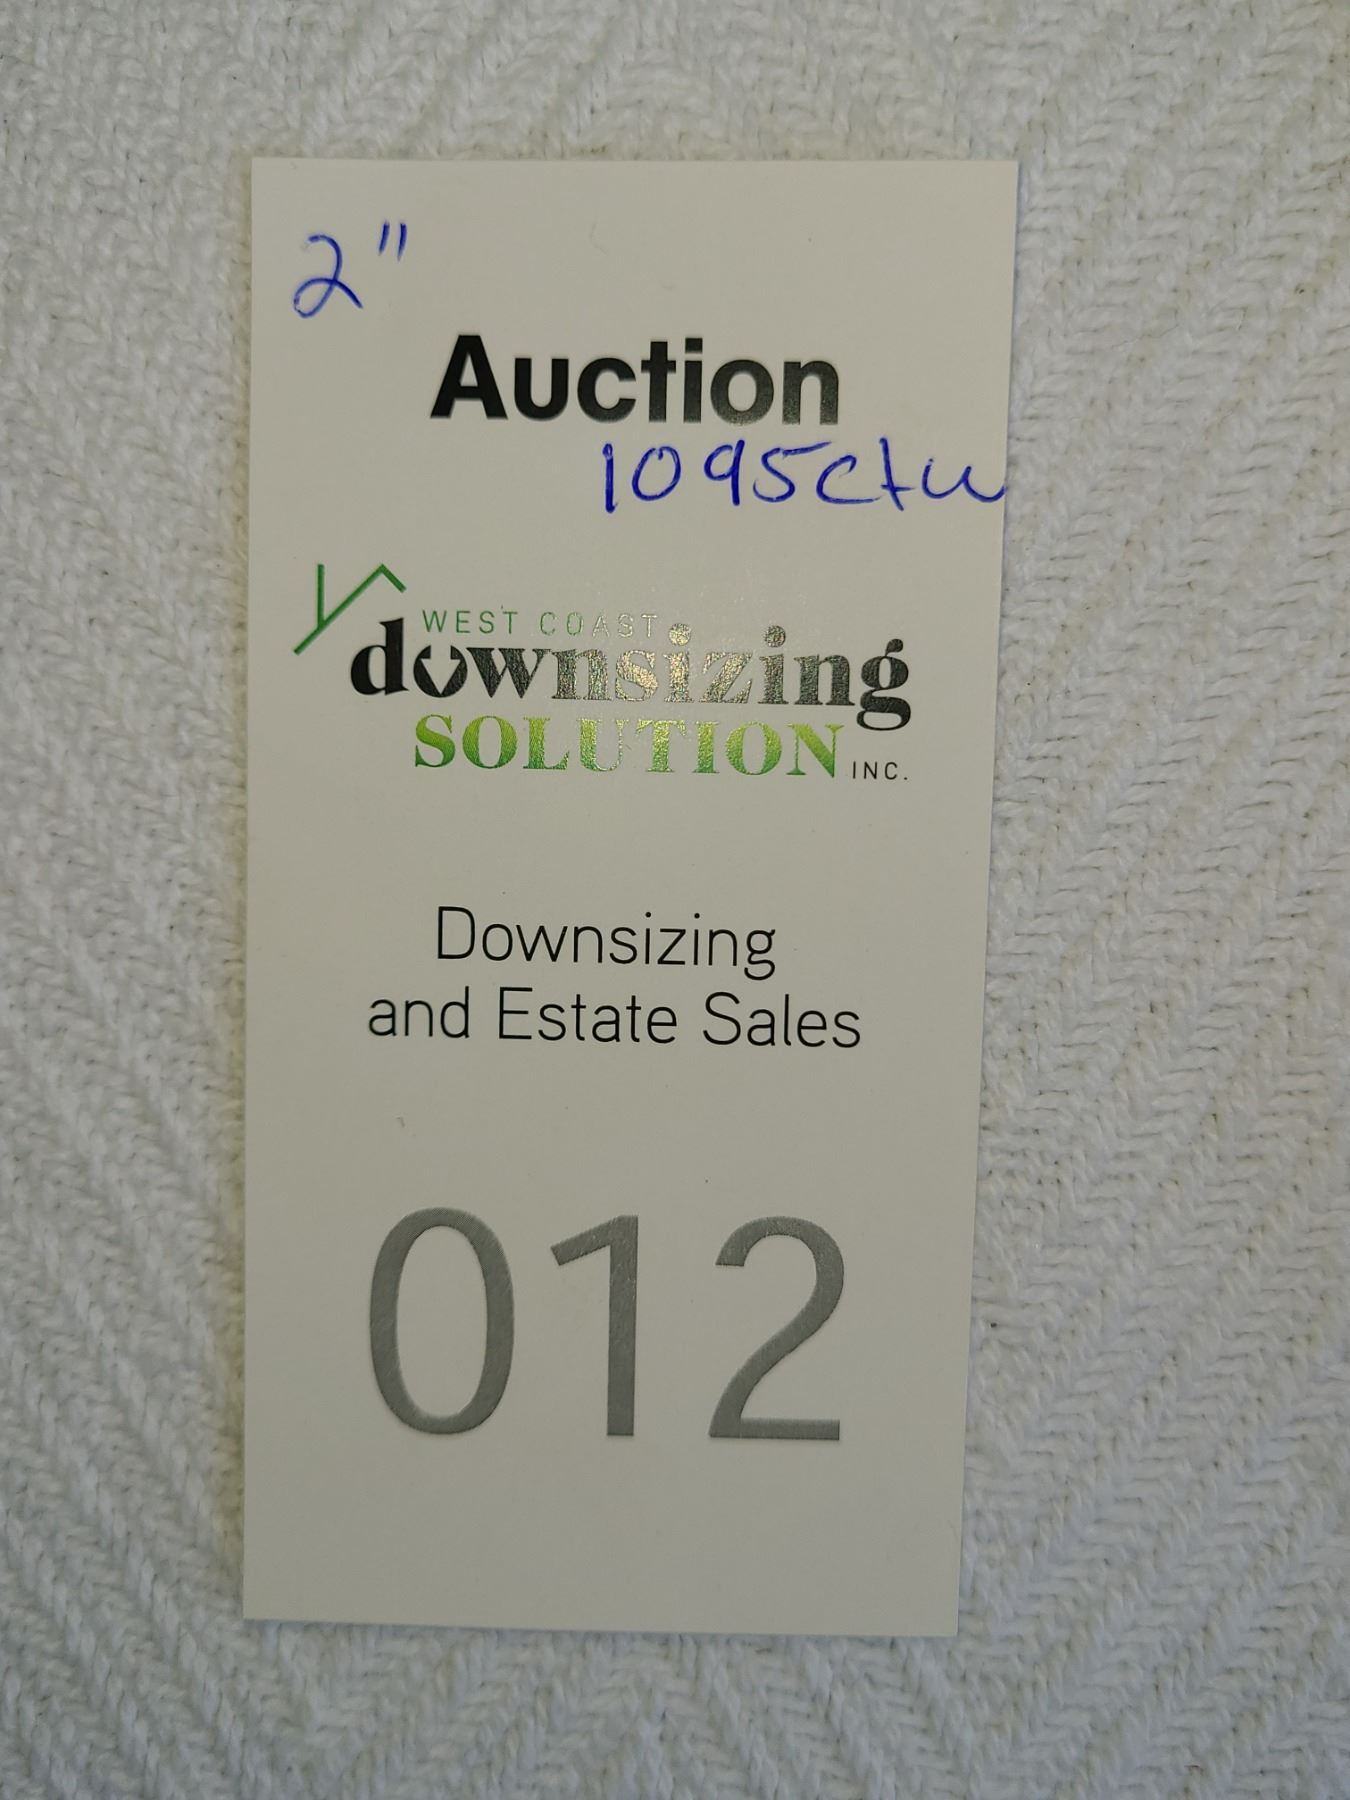 2"
Auction
1095ctw
WEST COAST
downsizing
SOLUTION INC.
Downsizing
and Estate Sales
012